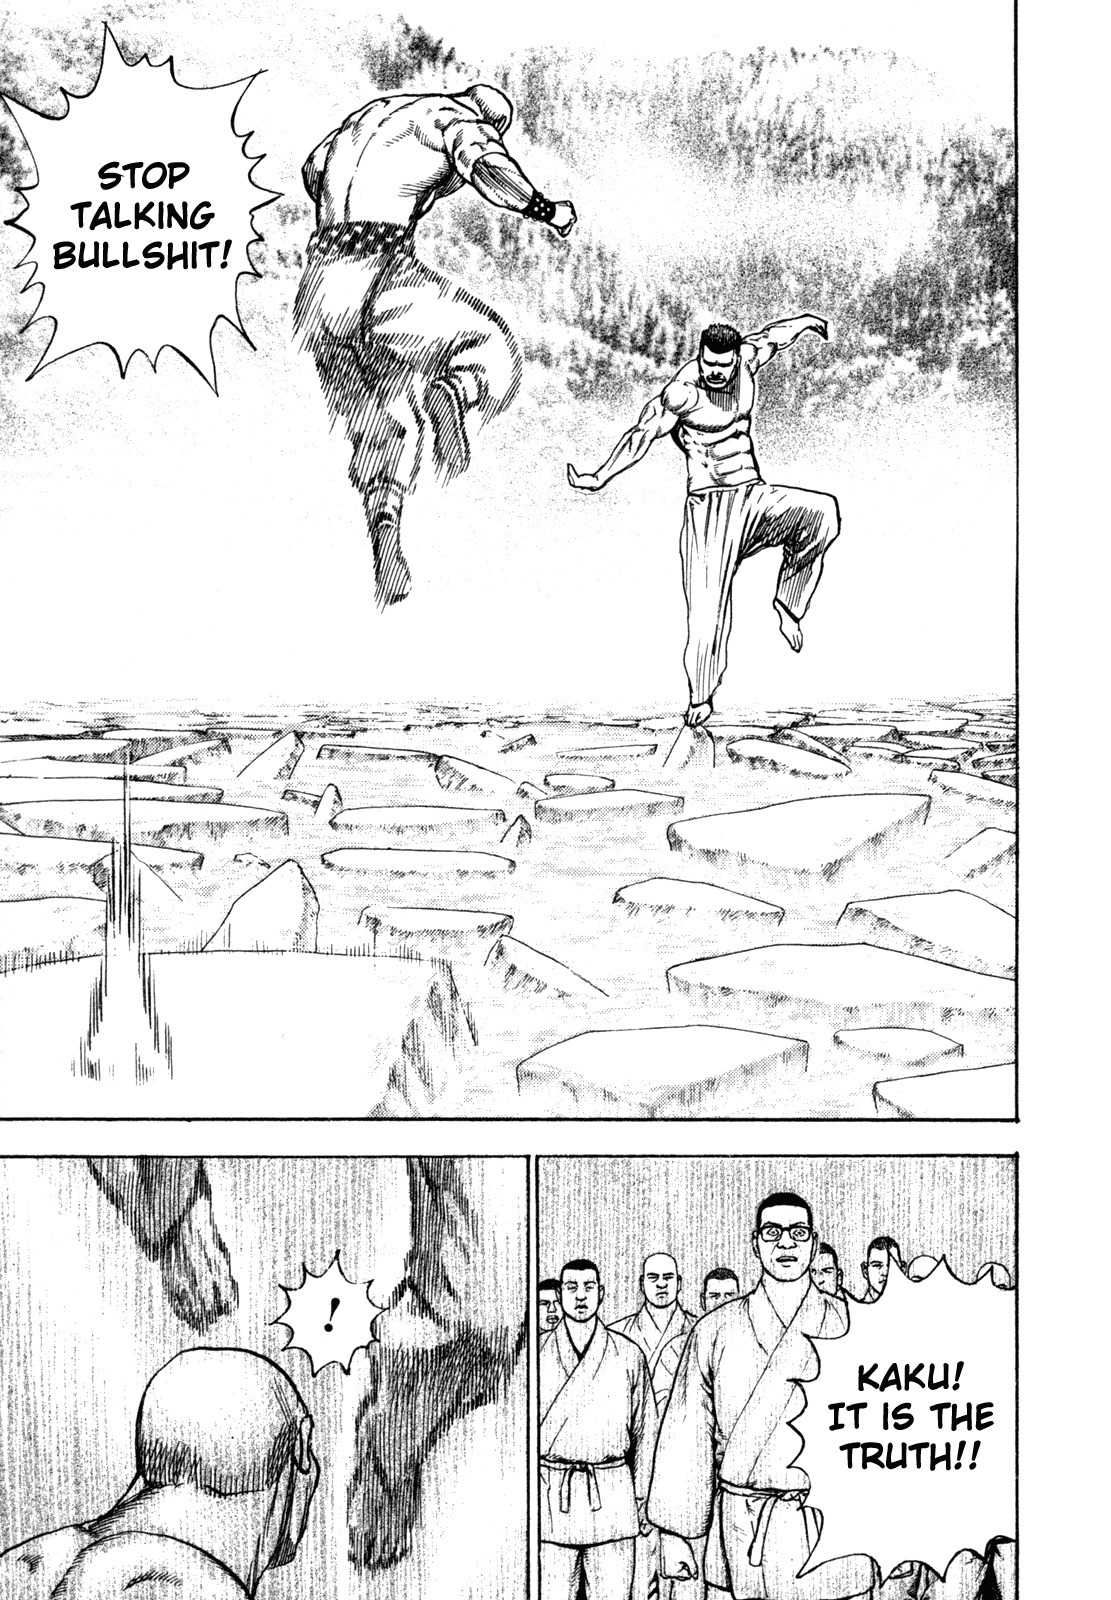 STOP
TALKING
BULLSHIT!
KAKU!
IT IS THE
TRUTH!!
!